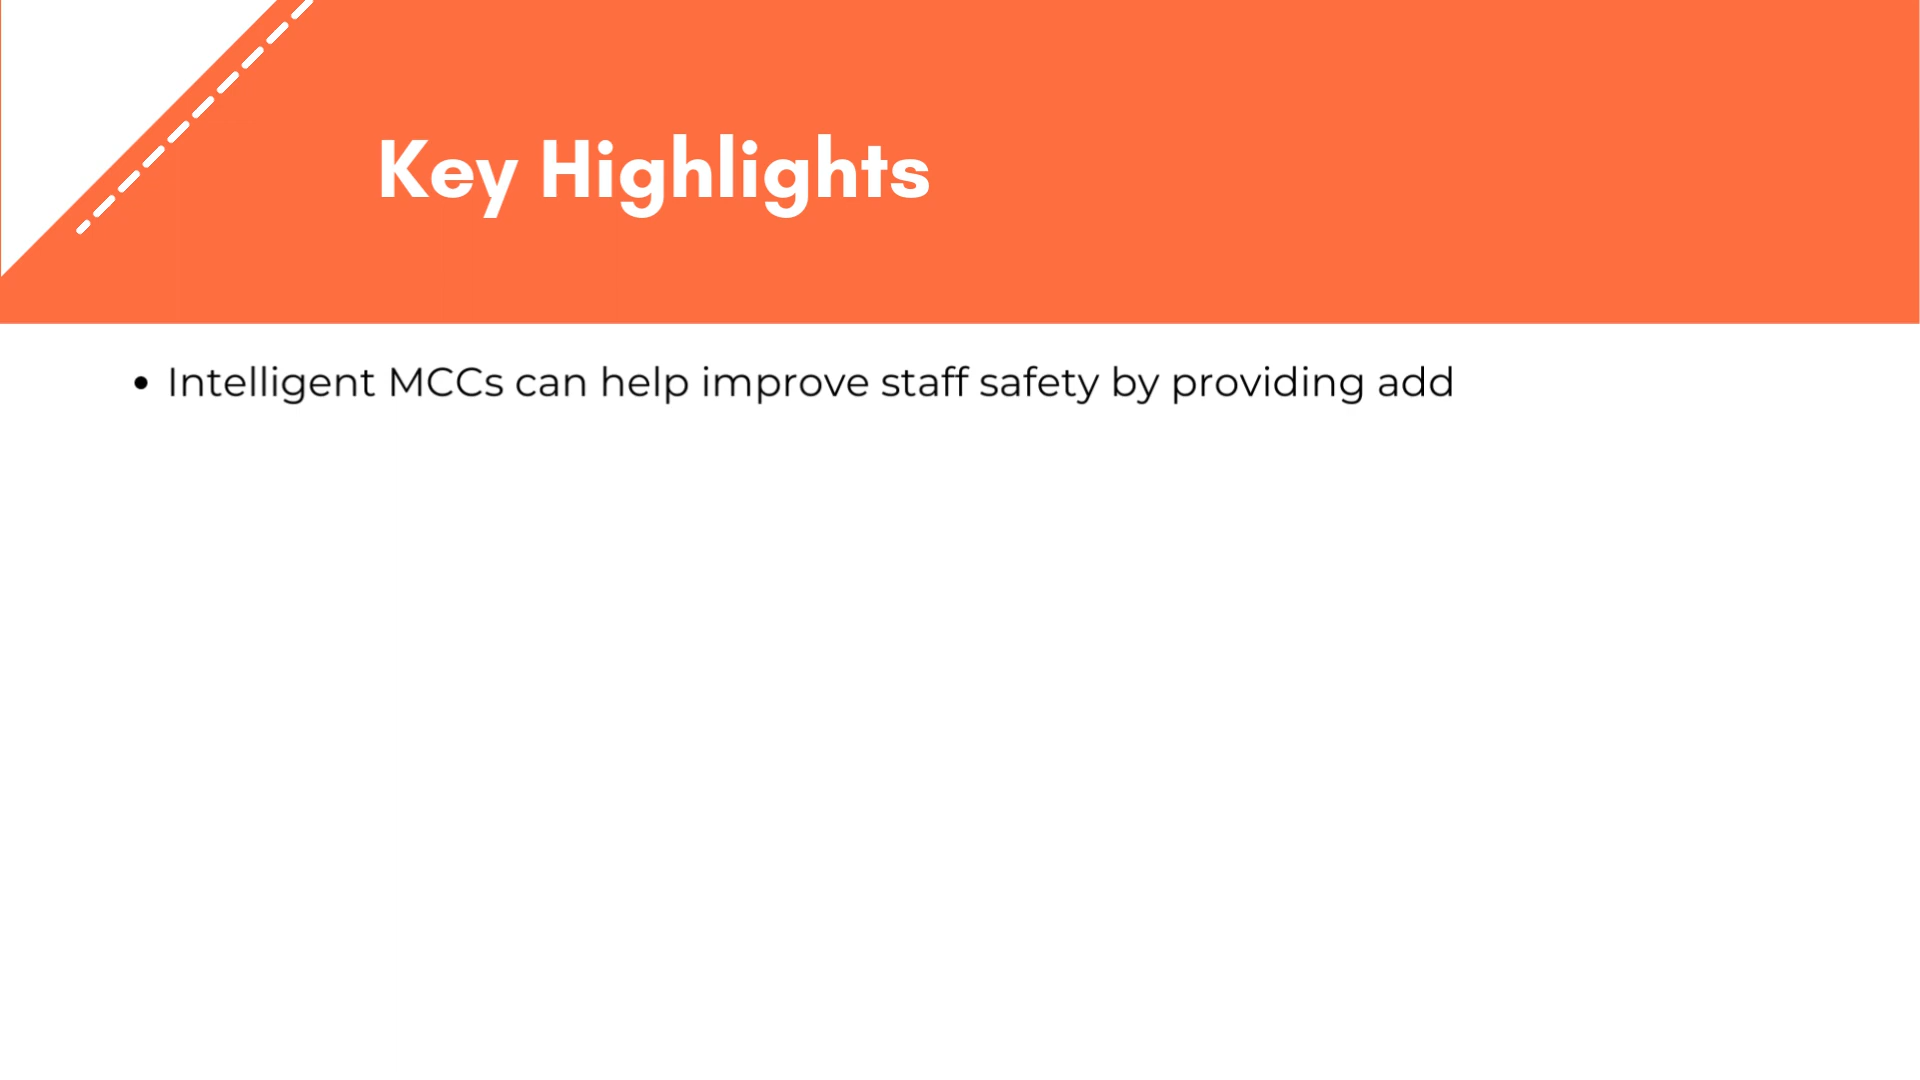 Key Highlights
• Intelligent MCCs can help improve staff safety by providing add